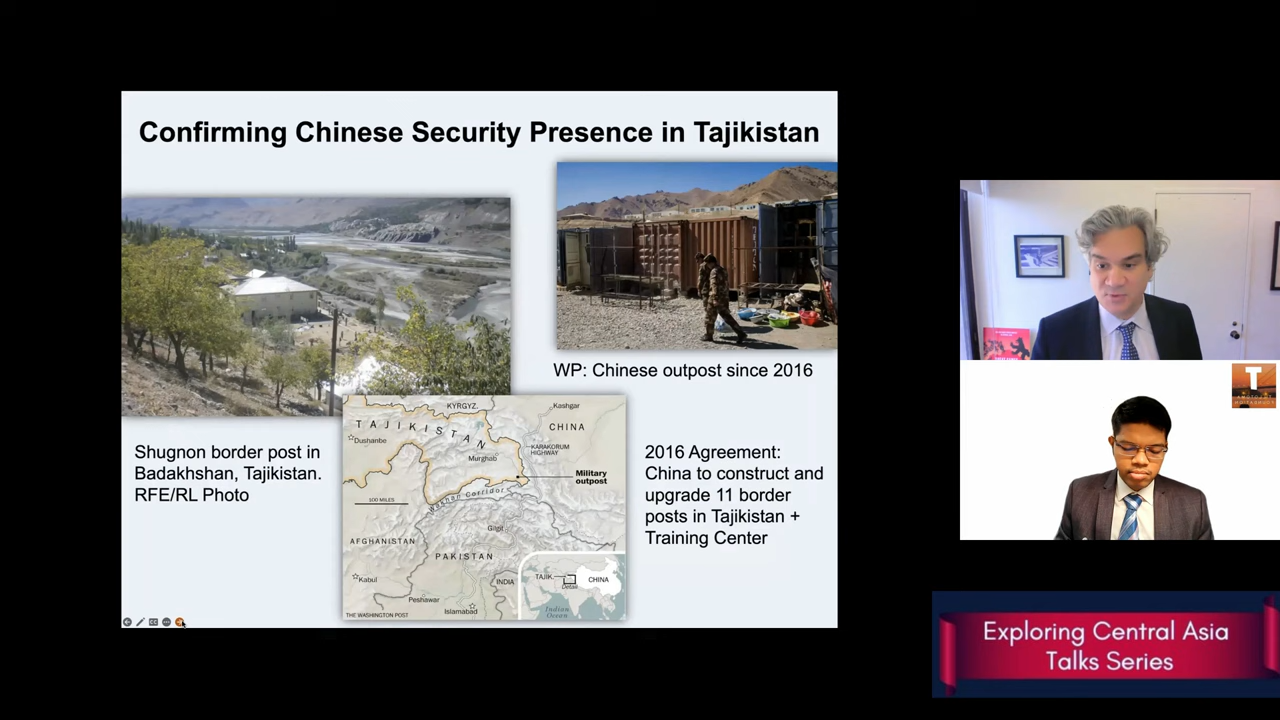 Confirming Chinese Security Presence in Tajikistan
WP: Chinese outpost since 2016
Shugnon border post in
Badakhshan, Tajikistan.
RFE/RL Photo
KYRGYZ.
Kashgar
TAJIKISTAN
CHINA
Dushanbe
KARAKORUM
HIGHWAY
Murghab
Military
outpost
100 MILES
Wakhan Corridor
Gilgit
AFGHANISTAN
PAKISTAN
Kabul
INDIA
Peshawar
Islamabad
THE WASHINGTON POST
TAJIK.
CHINA
Detail
Indian
Ocean
2016 Agreement:
China to construct and
upgrade 11 border
posts in Tajikistan +
Training Center
T
Exploring Central Asia
Talks Series